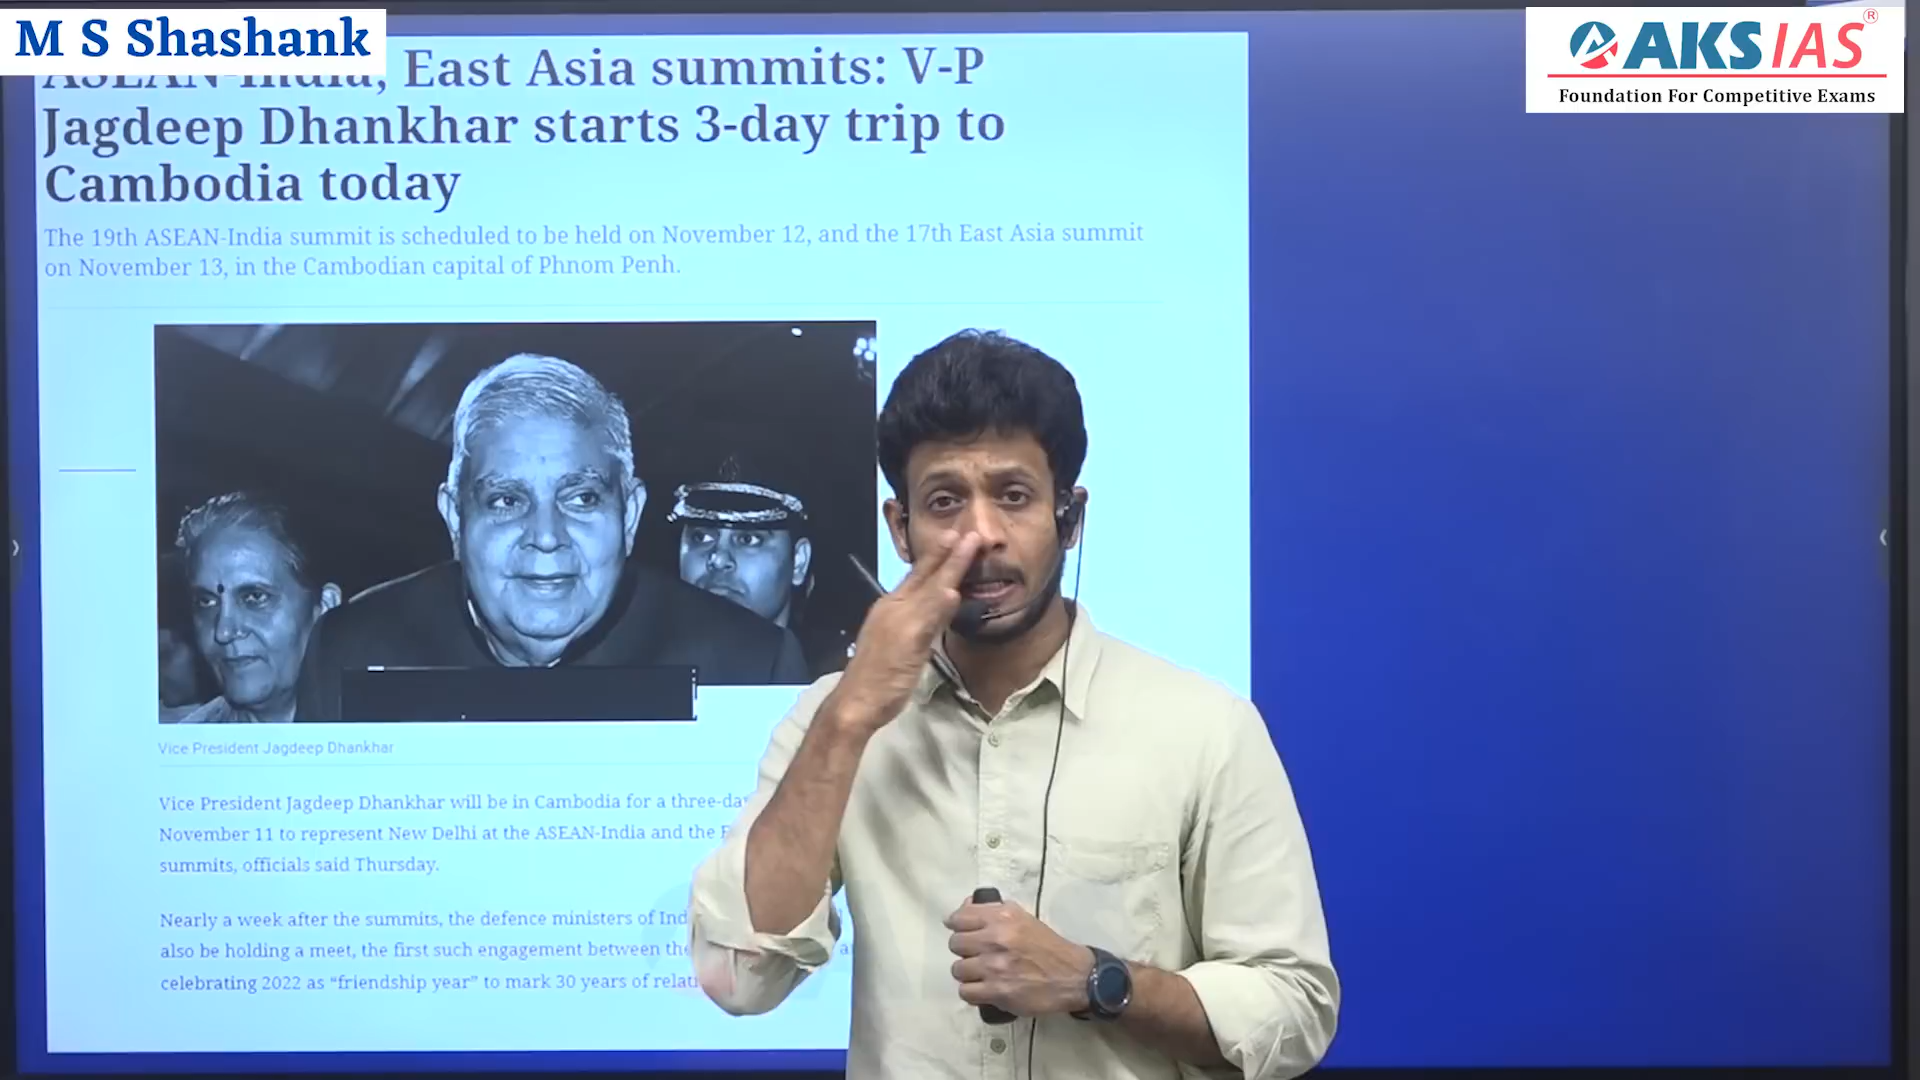 M S Shashank
AKS IAS®
Foundation For Competitive Exams
ASEAN-India, East Asia summits: V-P
Jagdeep Dhankhar starts 3-day trip to
Cambodia today
The 19th ASEAN-India summit is scheduled to be held on November 12, and the 17th East Asia summit
on November 13, in the Cambodian capital of Phnom Penh.
Vice President Jagdeep Dhankhar
Vice President Jagdeep Dhankhar will be in Cambodia for a three-day
November 11 to represent New Delhi at the ASEAN-India and the
summits, officials said Thursday.
Nearly a week after the summits, the defence ministers of
also be holding a meet, the first such engagement between the
celebrating 2022 as “friendship year” to mark 30 years of